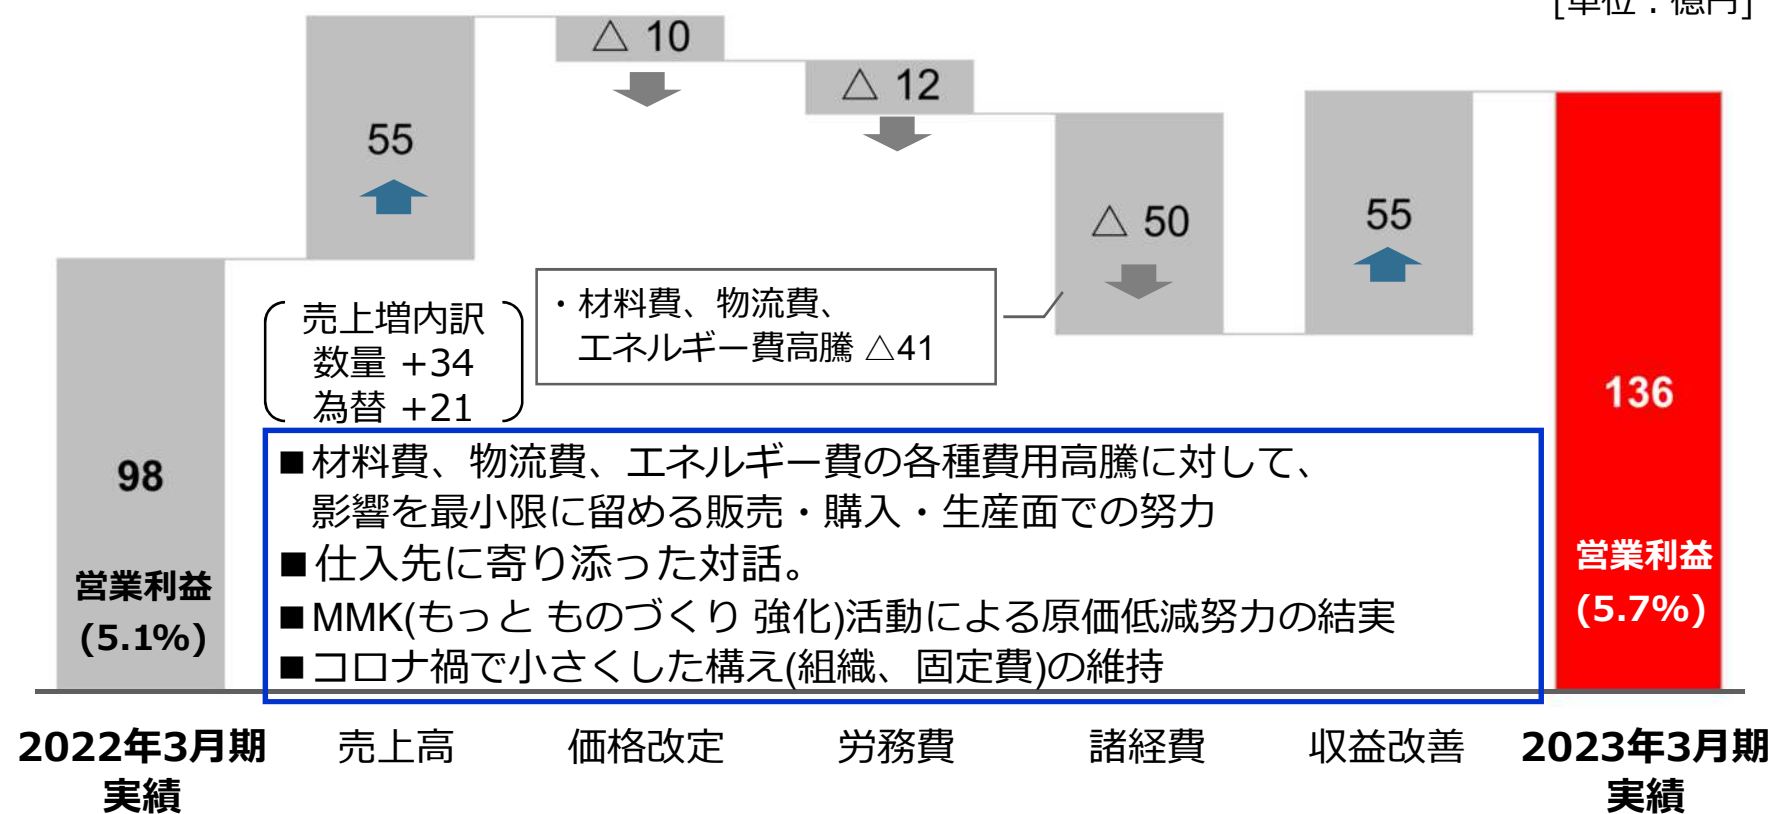 [単位：億円]
△ 10
△ 12
55
△ 50
55
・材料費、物流費、
エネルギー費高騰 △41
売上増内訳
数量 +34
為替 +21
136
98
■材料費、物流費、エネルギー費の各種費用高騰に対して、
影響を最小限に留める販売・購入・生産面での努力
■仕入先に寄り添った対話。
■MMK(もっと ものづくり 強化)活動による原価低減努力の結実
■コロナ禍で小さくした構え(組織、固定費)の維持
営業利益
(5.1%)
営業利益
(5.7%)
2022年3月期
実績
売上高
価格改定
労務費
諸経費
収益改善
2023年3月期
実績